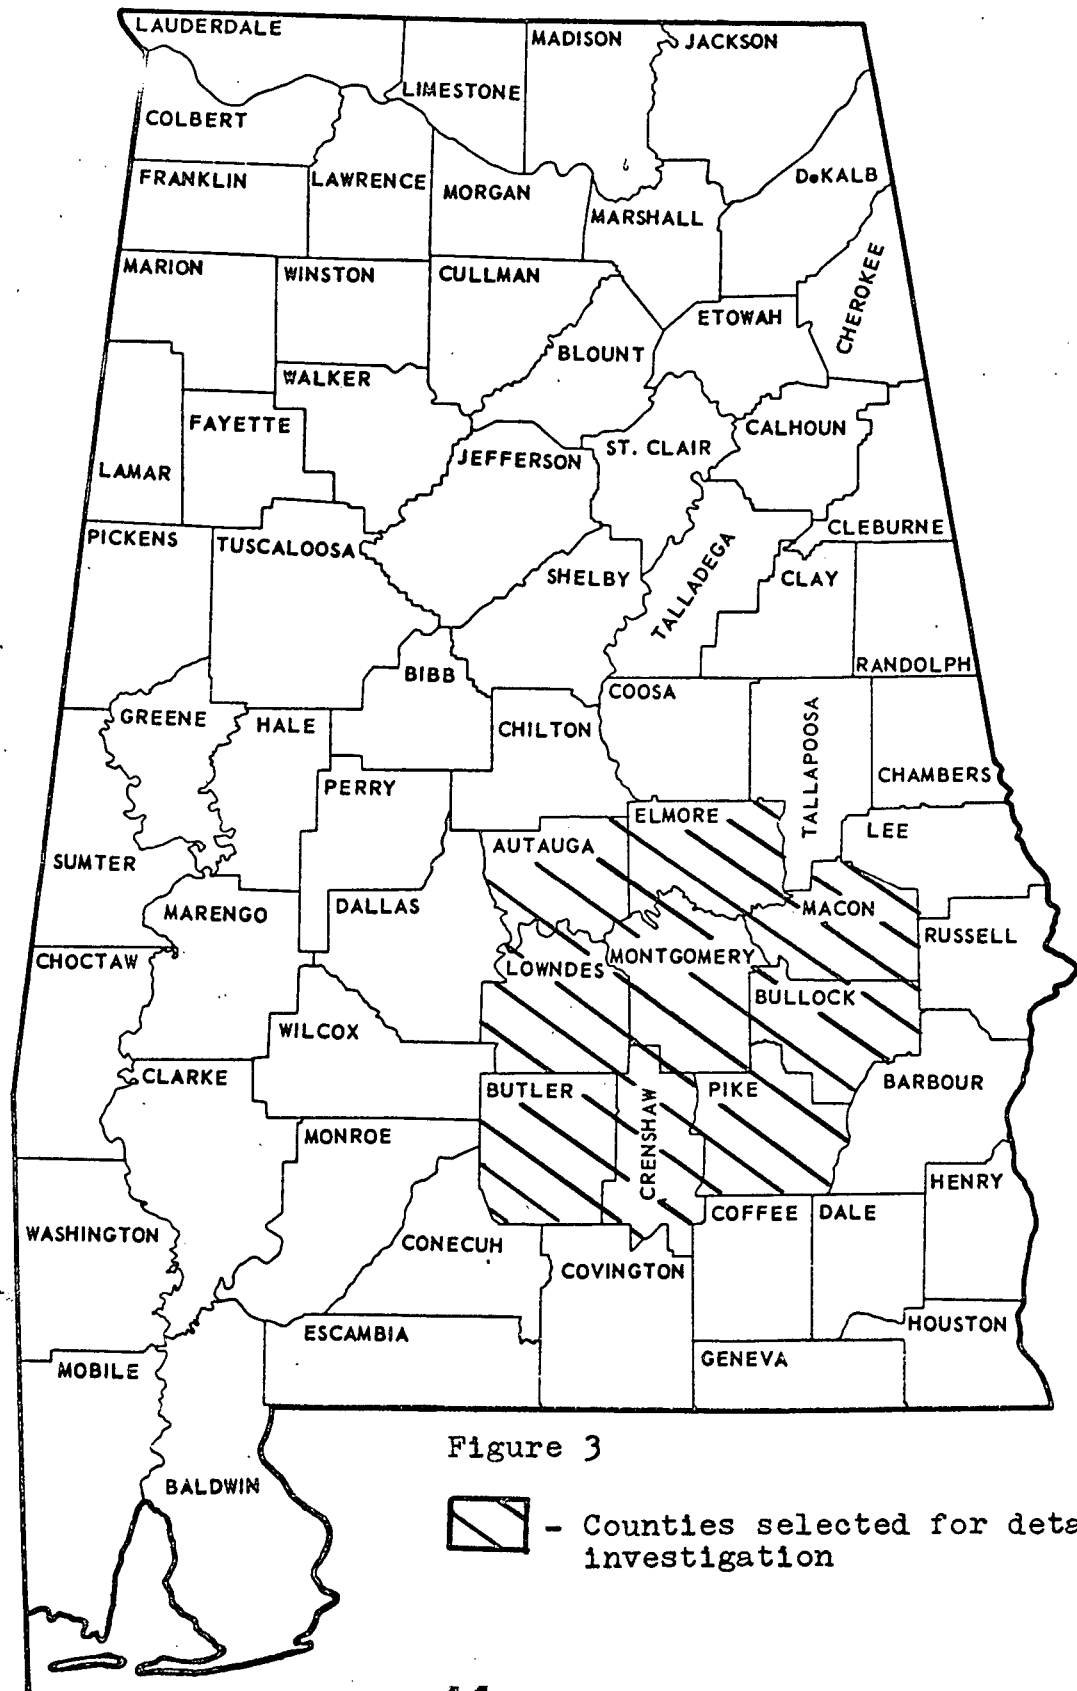 LAUDERDALE
MADISON
JACKSON
LIMESTONE
COLBERT
FRANKLIN
LAWRENCE
MORGAN
DeKALB
MARSHALL
MARION
WINSTON
CULLMAN
CHEROKEE
ETOWAH
BLOUNT
WALKER
FAYETTE
CALHOUN
ST. CLAIR
JEFFERSON
LAMAR
PICKENS
TUSCALOOSA
CLEBURNE
SHELBY
TALLADEGA
CLAY
BIBB
RANDOLPH
COOSA
GREENE
HALE
CHILTON
TALLAPOOSA
PERRY
CHAMBERS
ELMORE
LEE
AUTAUGA
SUMTER
MARENGO
DALLAS
MACON
RUSSELL
CHOCTAW
LOWNDES
MONTGOMERY
BULLOCK
WILCOX
CLARKE
BUTLER
CRENSHAW
PIKE
BARBOUR
MONROE
HENRY
COFFEE
DALE
WASHINGTON
CONECUH
COVINGTON
ESCAMBIA
HOUSTON
GENEVA
MOBILE
BALDWIN
Figure 3
- Counties selected for deta
investigation